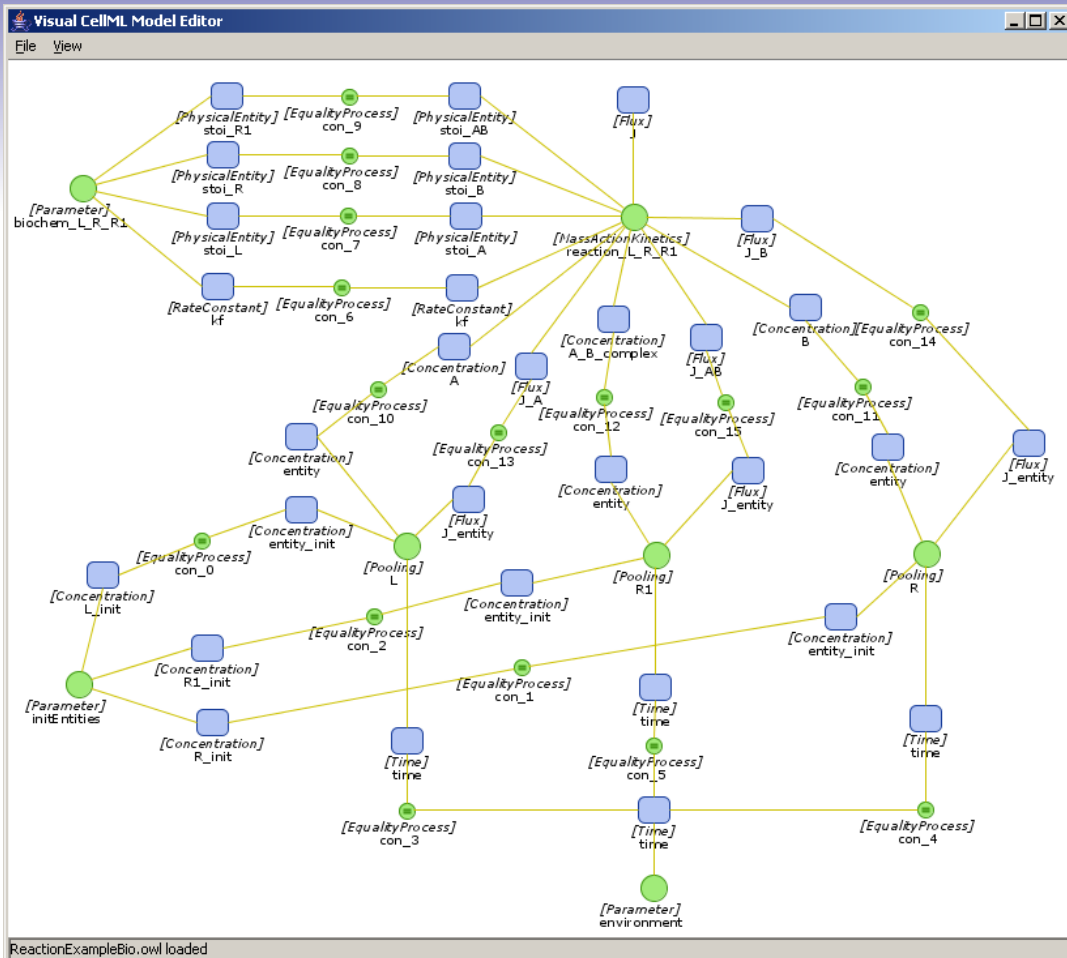 Visual CellML Model Editor
File View
[PhysicalEntity]
stoi_R1
[EqualityProcess]
con_9
[PhysicalEntity]
stoi_AB
[Flux]
J
[PhysicalEntity]
stoi_R
[EqualityProcess]
con_8
[PhysicalEntity]
stoi_B
[Parameter]
biochem_L_R_R1
[PhysicalEntity]
stoi_L
[EqualityProcess]
con_7
[PhysicalEntity]
stoi_A
[MassActionKinetics]
reaction_L_R_R1
[Flux]
J_B
[RateConstant]
kf
[EqualityProcess]
con_6
[RateConstant]
kf
[Concentration]
A
[Flux]
J_A
[Concentration]
A_B_complex
[Flux]
J_AB
[Concentration]
B
[EqualityProcess]
con_14
[EqualityProcess]
con_10
[EqualityProcess]
con_12
[EqualityProcess]
con_15
[EqualityProcess]
con_11
[Concentration]
entity
[EqualityProcess]
con_13
[Concentration]
entity
[Flux]
J_entity
[Concentration]
entity
[Flux]
J_entity
[Concentration]
entity_init
[Flux]
J_entity
[EqualityProcess]
con_0
[Pooling]
L
[Pooling]
R1
[Pooling]
R
[Concentration]
L_init
[EqualityProcess]
con_2
[Concentration]
entity_init
[Concentration]
entity_init
[Concentration]
R1_init
[EqualityProcess]
con_1
[Parameter]
initEntities
[Concentration]
R_init
[Time]
time
[Time]
time
[Time]
time
[EqualityProcess]
con_5
[EqualityProcess]
con_3
[Time]
time
[EqualityProcess]
con_4
[Parameter]
environment
ReactionExampleBio.owl loaded